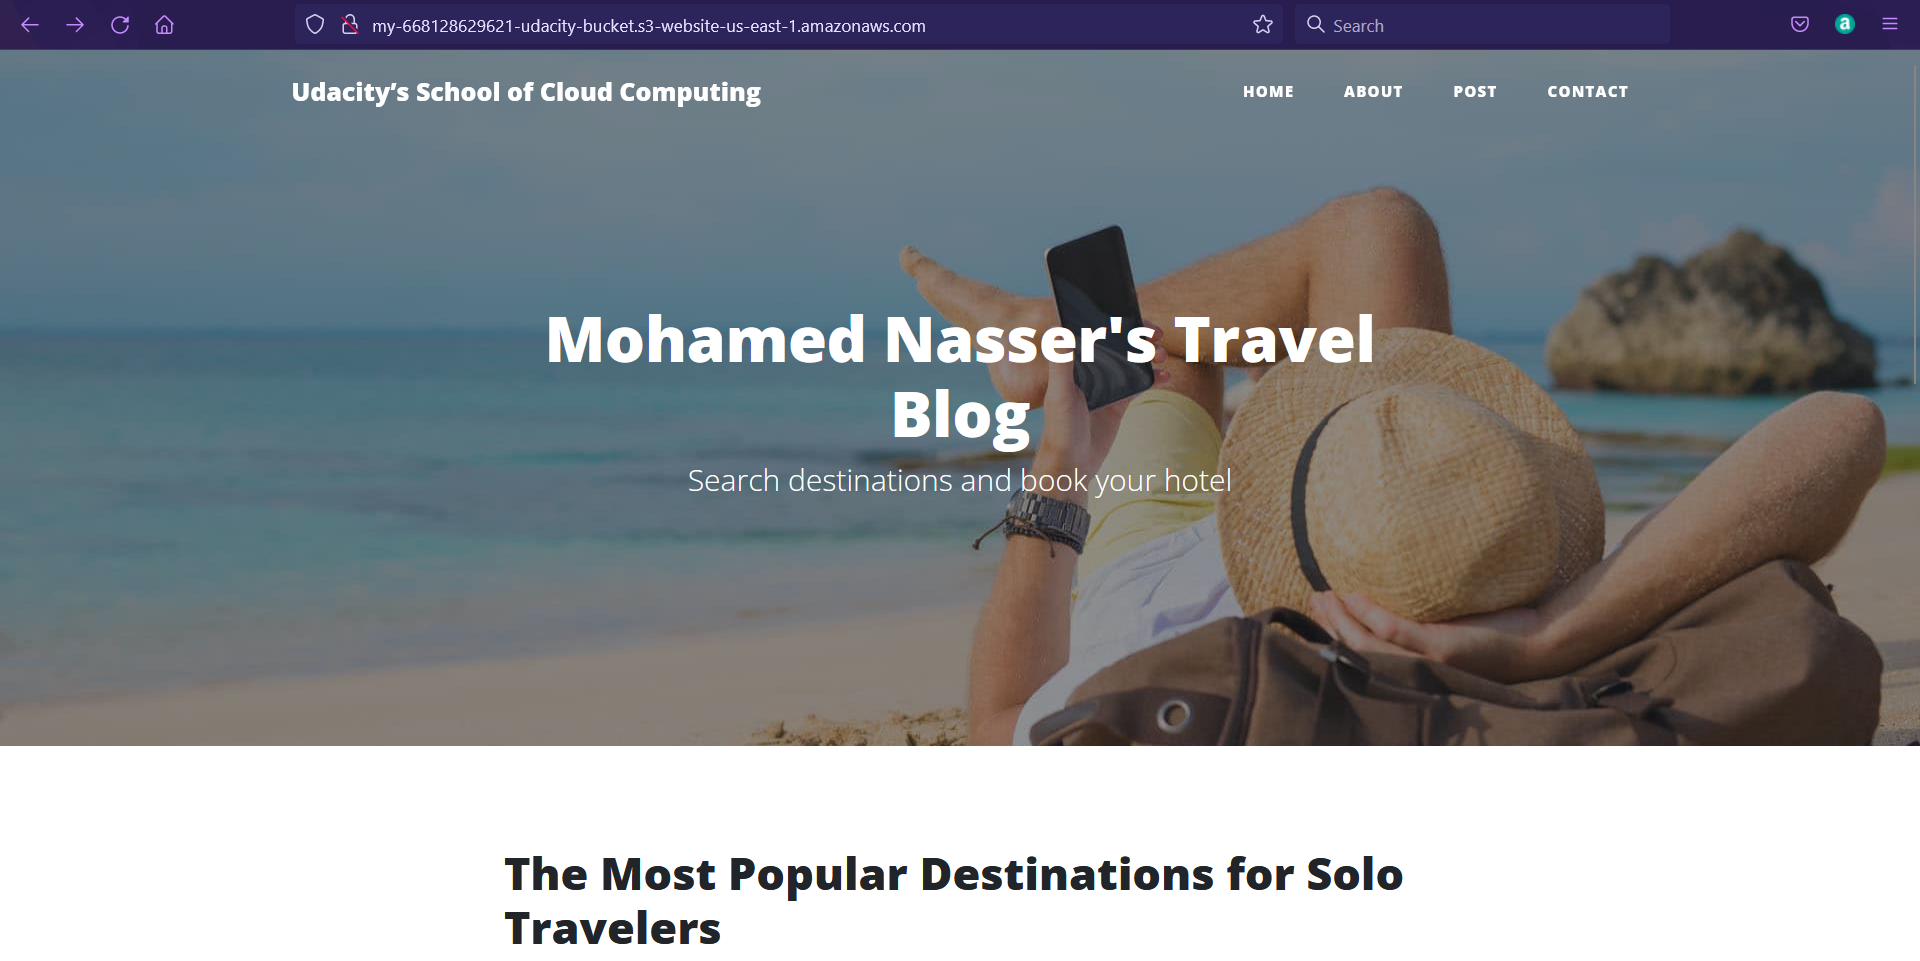 my-668128629621-udacity-bucket.s3-website-us-east-1.amazonaws.com
Search
Udacity’s School of Cloud Computing
HOME ABOUT POST CONTACT
Mohamed Nasser's Travel
Blog
Search destinations and book your hotel
The Most Popular Destinations for Solo
Travelers